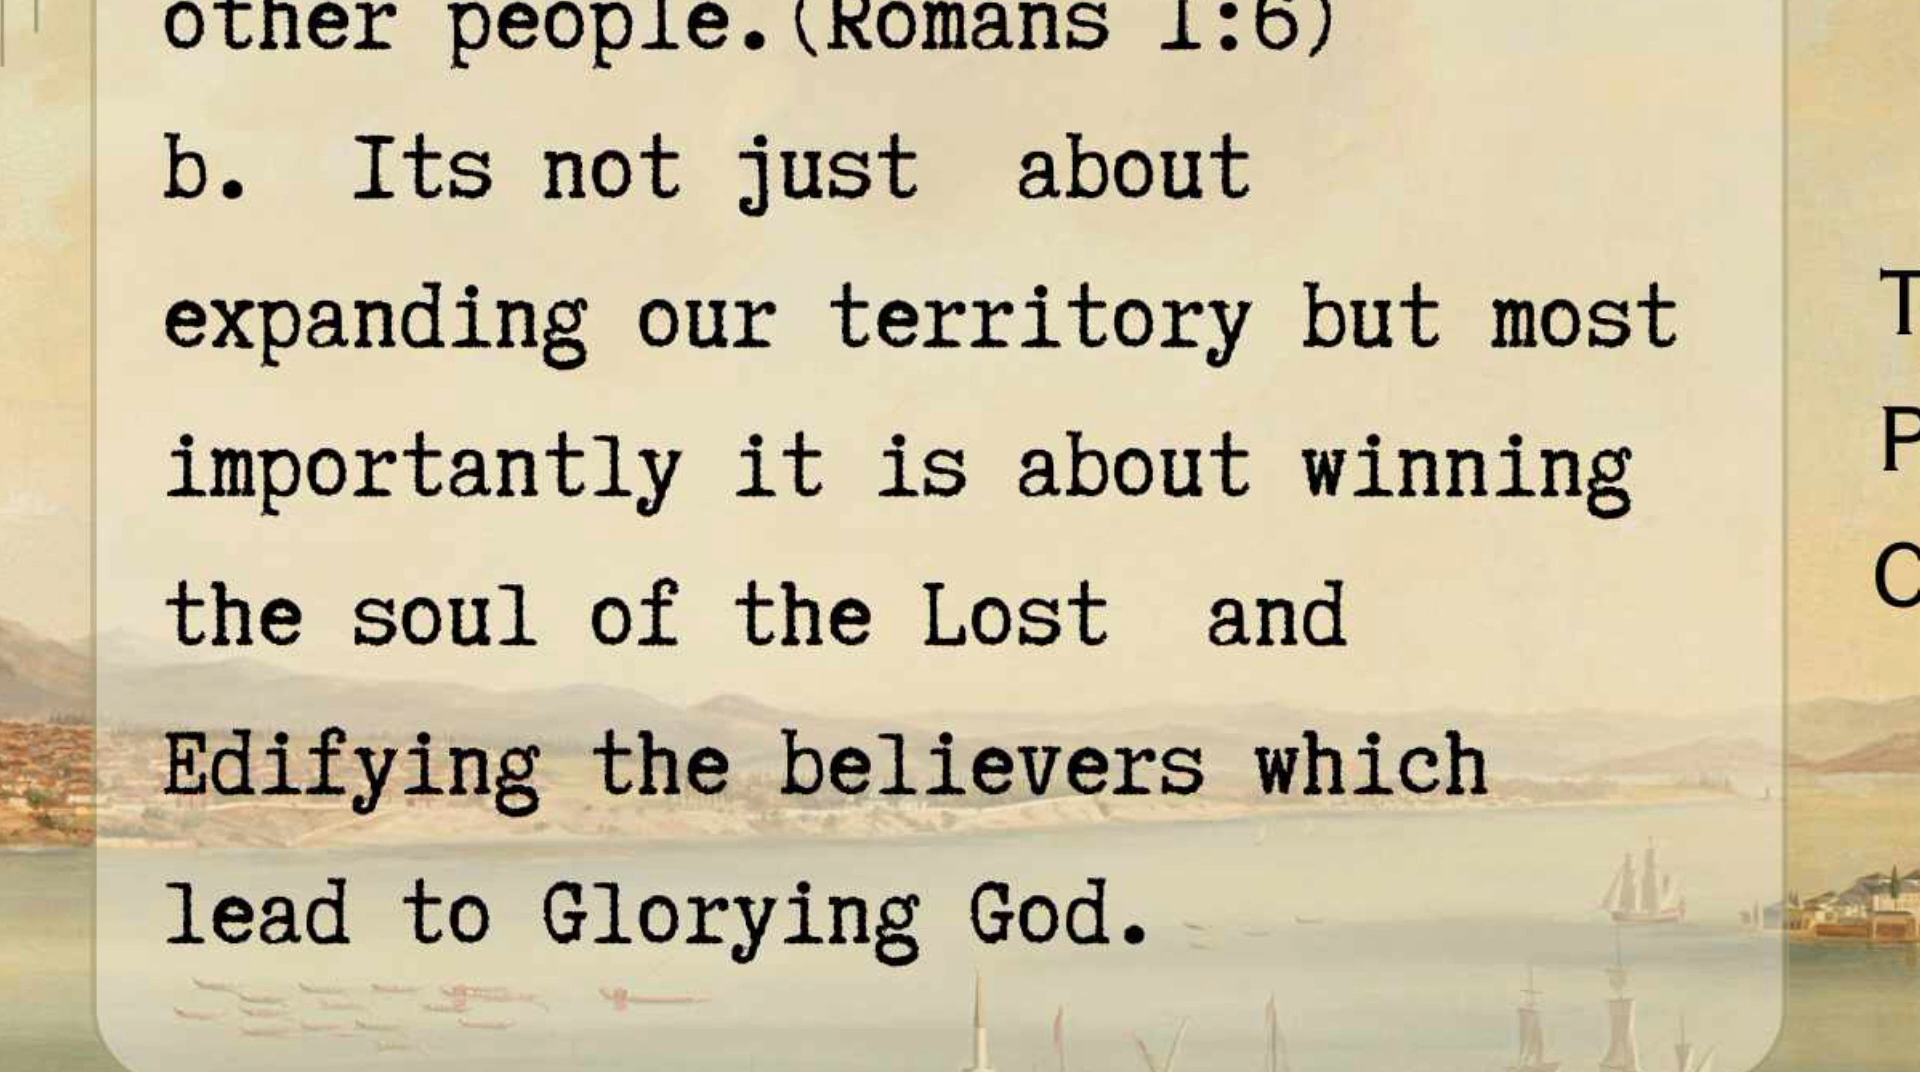 other people.(Romans 1:6)
b.  Its not just  about
expanding our territory but most
importantly it is about winning
the soul of the Lost  and
Edifying the believers which
lead to Glorying God.
T
P